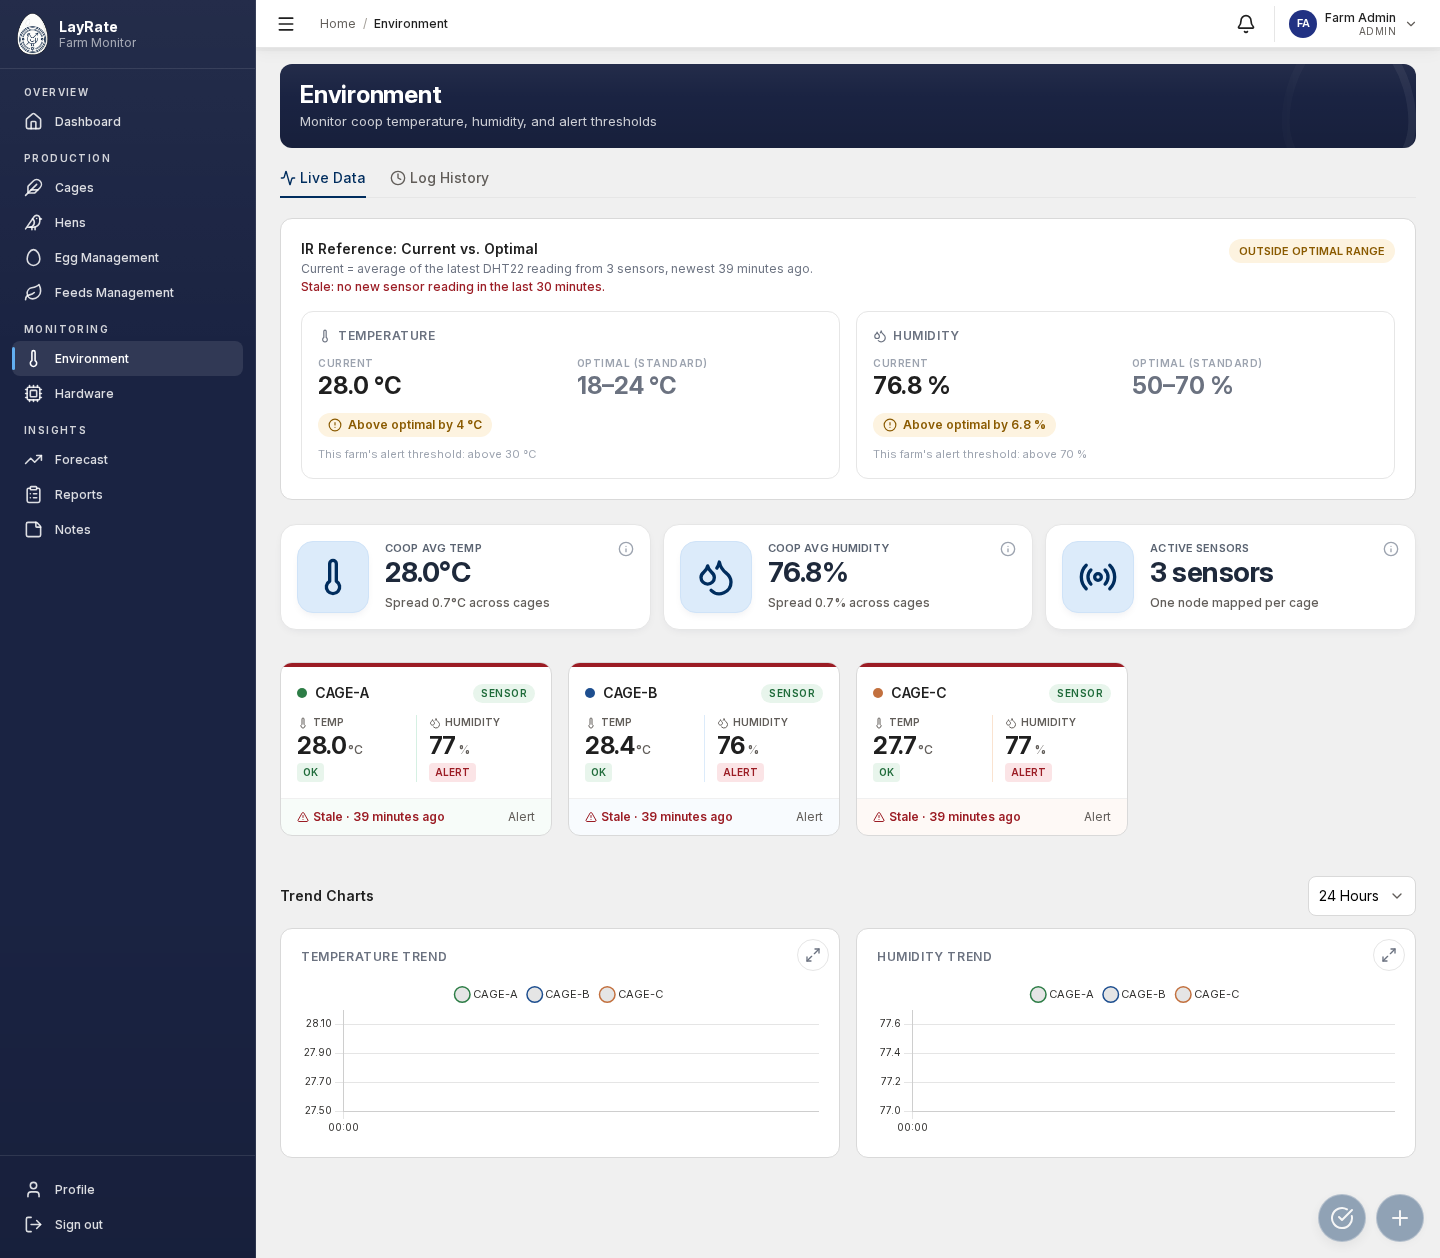 LayRate
Farm Monitor
OVERVIEW
Dashboard
PRODUCTION
Cages
Hens
Egg Management
Feeds Management
MONITORING
Environment
Hardware
INSIGHTS
Forecast
Reports
Notes
Profile
Sign out
Home / Environment
FA
Farm Admin
ADMIN
Environment
Monitor coop temperature, humidity, and alert thresholds
Live Data
Log History
IR Reference: Current vs. Optimal
OUTSIDE OPTIMAL RANGE
Current = average of the latest DHT22 reading from 3 sensors, newest 39 minutes ago.
Stale: no new sensor reading in the last 30 minutes.
TEMPERATURE
CURRENT
28.0 °C
OPTIMAL (STANDARD)
18–24 °C
Above optimal by 4 °C
This farm's alert threshold: above 30 °C
HUMIDITY
CURRENT
76.8 %
OPTIMAL (STANDARD)
50–70 %
Above optimal by 6.8 %
This farm's alert threshold: above 70 %
COOP AVG TEMP
28.0°C
Spread 0.7°C across cages
COOP AVG HUMIDITY
76.8%
Spread 0.7% across cages
ACTIVE SENSORS
3 sensors
One node mapped per cage
CAGE-A
SENSOR
TEMP
28.0 °C
OK
HUMIDITY
77 %
ALERT
Stale · 39 minutes ago
Alert
CAGE-B
SENSOR
TEMP
28.4 °C
OK
HUMIDITY
76 %
ALERT
Stale · 39 minutes ago
Alert
CAGE-C
SENSOR
TEMP
27.7 °C
OK
HUMIDITY
77 %
ALERT
Stale · 39 minutes ago
Alert
Trend Charts
24 Hours
TEMPERATURE TREND
CAGE-A CAGE-B CAGE-C
28.10
27.90
27.70
27.50
00:00
HUMIDITY TREND
CAGE-A CAGE-B CAGE-C
77.6
77.4
77.2
77.0
00:00